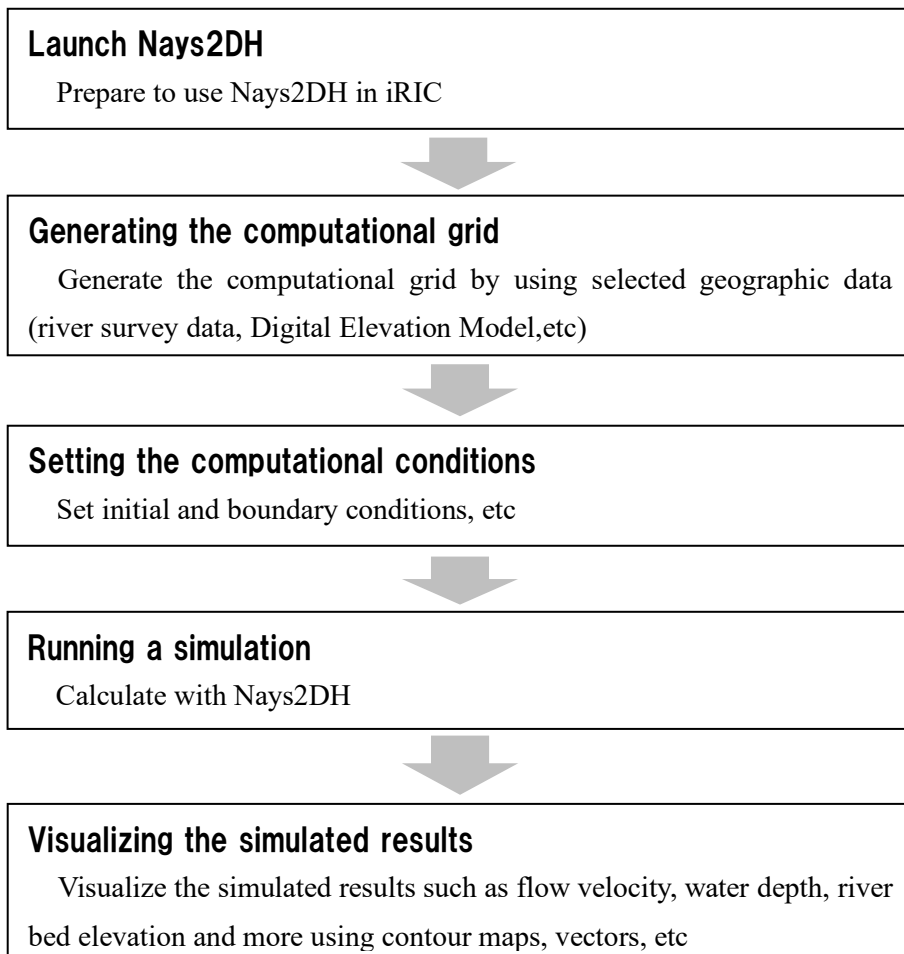 Launch Nays2DH
Prepare to use Nays2DH in iRIC
Generating the computational grid
Generate the computational grid by using selected geographic data
(river survey data, Digital Elevation Model,etc)
Setting the computational conditions
Set initial and boundary conditions, etc
Running a simulation
Calculate with Nays2DH
Visualizing the simulated results
Visualize the simulated results such as flow velocity, water depth, river
bed elevation and more using contour maps, vectors, etc